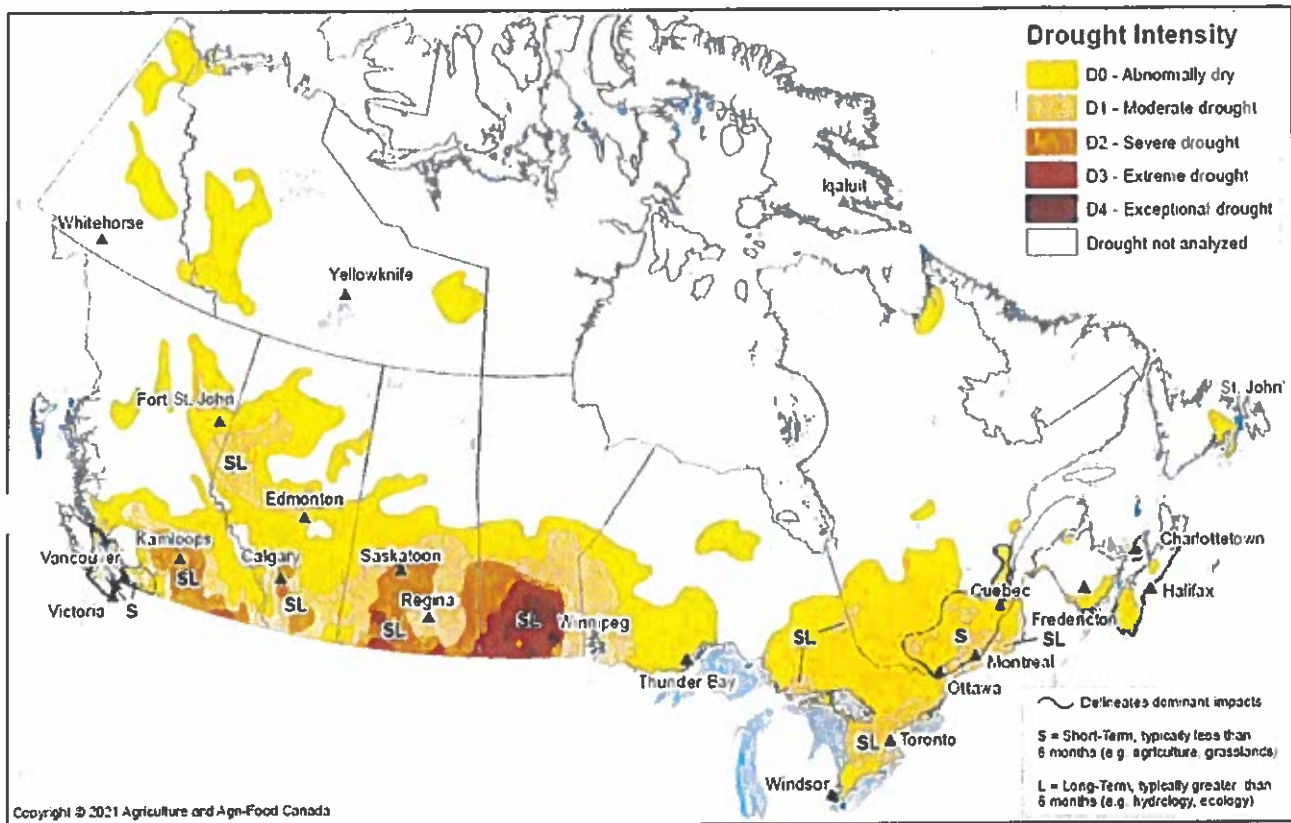 Drought Intensity
D0 - Abnormally dry
D1 - Moderate drought
D2 - Severe drought
D3 - Extreme drought
D4 - Exceptional drought
Drought not analyzed
Iqaluit
Whitehorse
Yellowknife
St. John'
Fort St. John
SL
Edmonton
Kamloops
Calgary
Saskatoon
Vancouver
Charlottetown
SL
Regina
Quebec
Victoria
S
SL
SL
SL
Winnipeg
SL
S
Fredericton
Halifax
SL
Montreal
Thunder Bay
Ottawa
SL
Toronto
Windsor
Delineates dominant impacts
S = Short-Term, typically less than
6 months (e.g. agriculture, grasslands)
L = Long-Term, typically greater than
6 months (e.g. hydrology, ecology)
Copyright © 2021 Agriculture and Agri-Food Canada